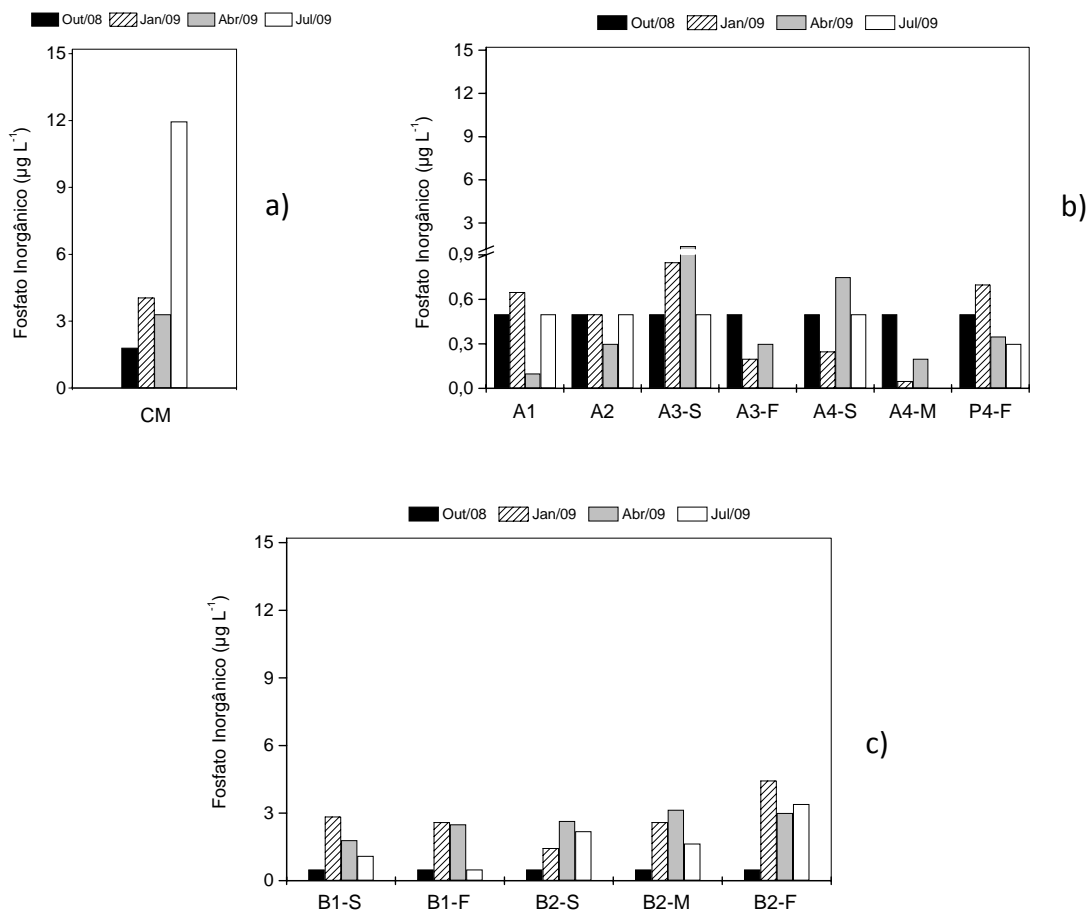 Out/08 Jan/09 Abr/09 Jul/09
Fosfato Inorgânico (µg L-1)
15
12
9
6
3
0
CM
a)
Out/08 Jan/09 Abr/09 Jul/09
Fosfato Inorgânico (µg L-1)
15
12
9
6
3
0,9
0,6
0,3
0,0
A1 A2 A3-S A3-F A4-S A4-M P4-F
b)
Out/08 Jan/09 Abr/09 Jul/09
Fosfato Inorgânico (µg L-1)
15
12
9
6
3
0
B1-S B1-F B2-S B2-M B2-F
c)